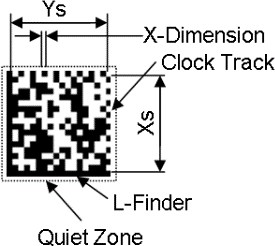 Ys
X-Dimension
Clock Track
Xs
L-Finder
Quiet Zone